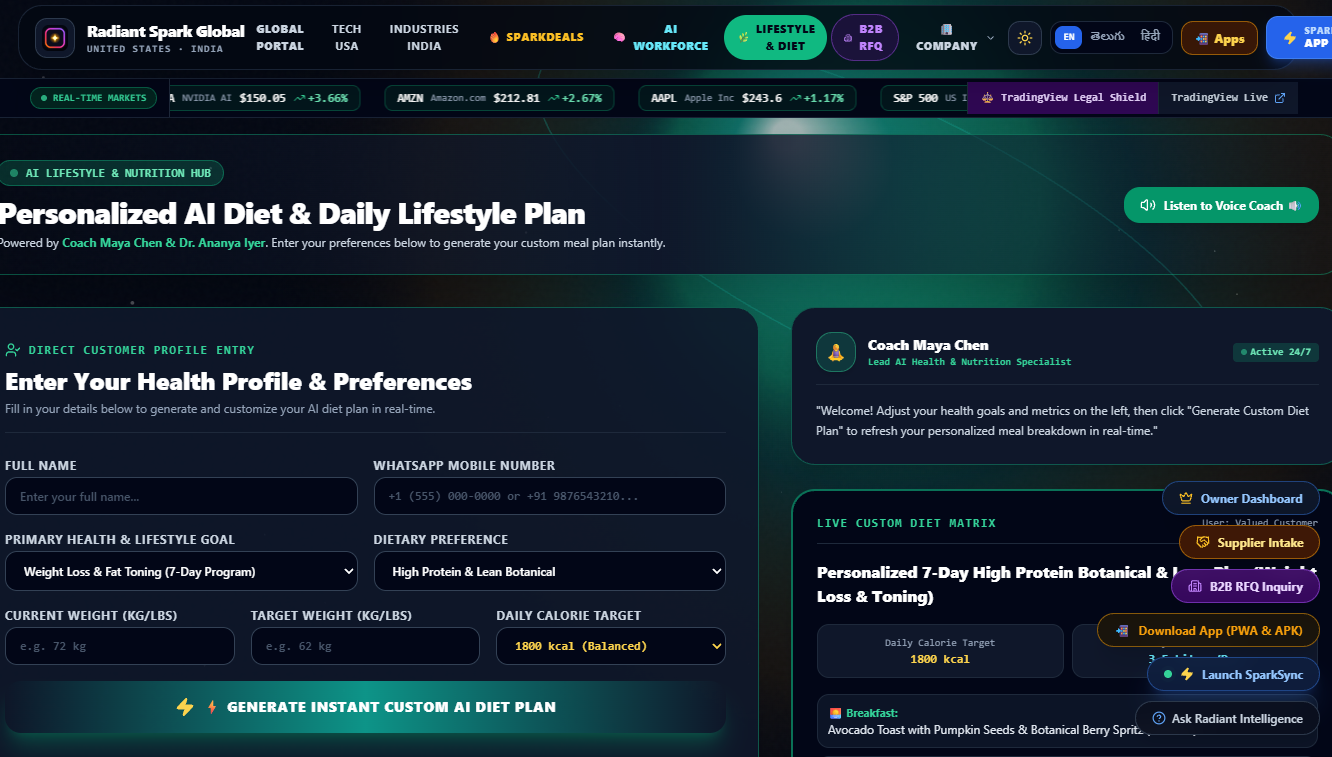 Radiant Spark Global
UNITED STATES · INDIA
GLOBAL PORTAL
TECH USA
INDUSTRIES INDIA
SPARKDEALS
AI WORKFORCE
LIFESTYLE & DIET
B2B RFQ
COMPANY
EN
తెలుగు
हिंदी
Apps
SPAR
APP
REAL-TIME MARKETS
A NVIDIA AI $150.05 +3.66%
AMZN Amazon.com $212.81 +2.67%
AAPL Apple Inc $243.6 +1.17%
S&P 500 US I
TradingView Legal Shield
TradingView Live
AI LIFESTYLE & NUTRITION HUB
Personalized AI Diet & Daily Lifestyle Plan
Powered by Coach Maya Chen & Dr. Ananya Iyer. Enter your preferences below to generate your custom meal plan instantly.
Listen to Voice Coach
DIRECT CUSTOMER PROFILE ENTRY
Enter Your Health Profile & Preferences
Fill in your details below to generate and customize your AI diet plan in real-time.
FULL NAME
Enter your full name...
WHATSAPP MOBILE NUMBER
+1 (555) 000-0000 or +91 9876543210...
PRIMARY HEALTH & LIFESTYLE GOAL
Weight Loss & Fat Toning (7-Day Program)
DIETARY PREFERENCE
High Protein & Lean Botanical
CURRENT WEIGHT (KG/LBS)
e.g. 72 kg
TARGET WEIGHT (KG/LBS)
e.g. 62 kg
DAILY CALORIE TARGET
1800 kcal (Balanced)
GENERATE INSTANT CUSTOM AI DIET PLAN
Coach Maya Chen
Lead AI Health & Nutrition Specialist
Active 24/7
"Welcome! Adjust your health goals and metrics on the left, then click "Generate Custom Diet
Plan" to refresh your personalized meal breakdown in real-time."
LIVE CUSTOM DIET MATRIX
User: Valued Customer
Personalized 7-Day High Protein Botanical &
Loss & Toning)
Daily Calorie Target
1800 kcal
Breakfast:
Avocado Toast with Pumpkin Seeds & Botanical Berry
Owner Dashboard
Supplier Intake
B2B RFQ Inquiry
Download App (PWA & APK)
Launch SparkSync
Ask Radiant Intelligence